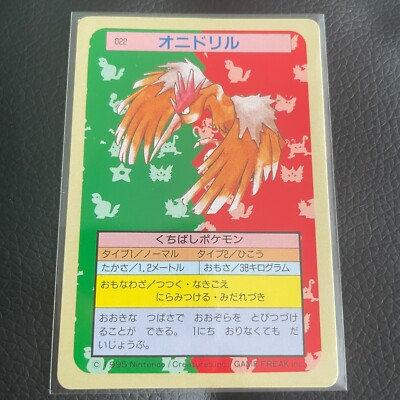 022
オニドリル
くちばしポケモン
タイプ1/ノーマル タイプ2/ひこう
たかさ/1.2メートル おもさ/38キログラム
おもなわざ/つつく・なきごえ
にらみつける・みだれづき
おおきな つばさで おおぞらを とびつづけ
ることが できる。 1にち おりなくても だ
いじょうぶ。
© 1995 Nintendo/Creatures inc./GAME FREAK inc.